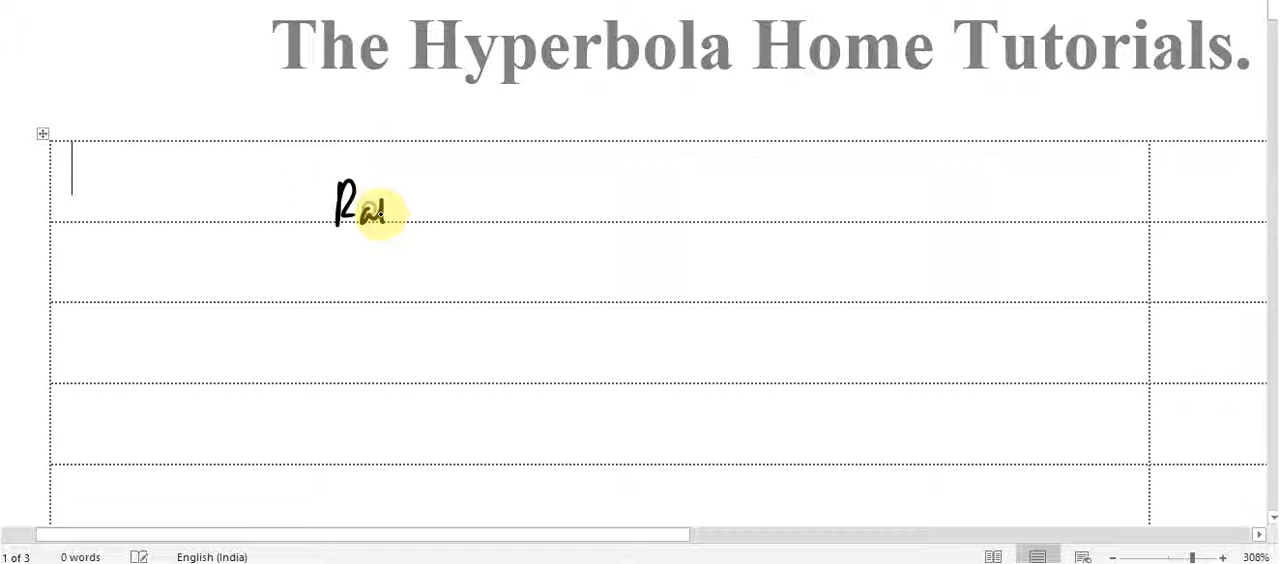 The Hyperbola Home Tutorials.
Ra
1 of 3 0 words English (India) 308%